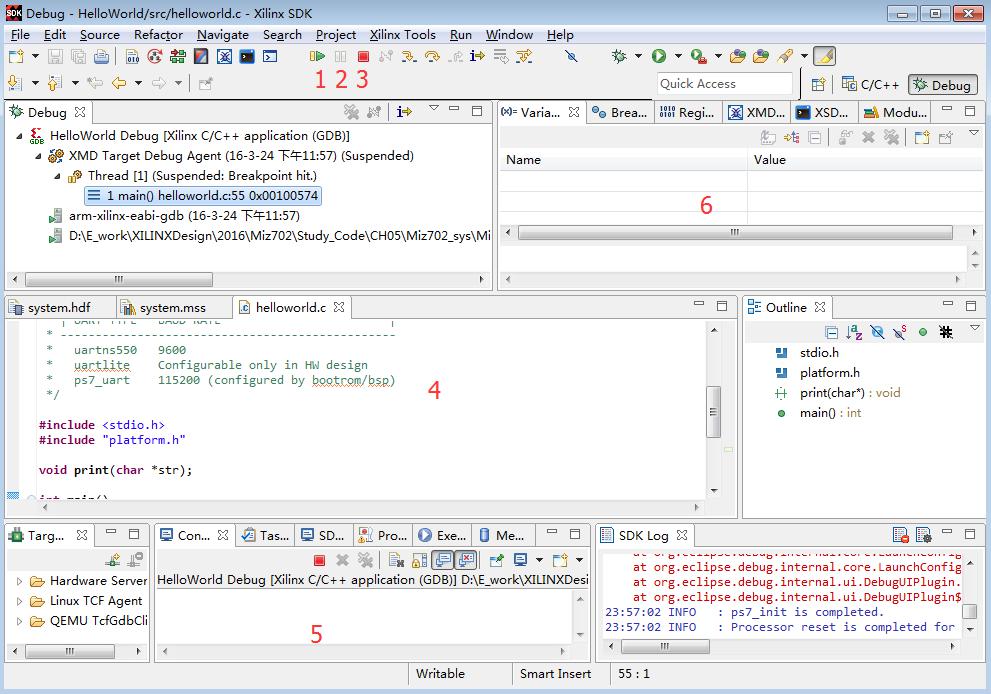 SDK Debug - HelloWorld/src/helloworld.c - Xilinx SDK
File Edit Source Refactor Navigate Search Project Xilinx Tools Run Window Help
1 2 3
Quick Access C/C++ Debug
Debug
HelloWorld Debug [Xilinx C/C++ application (GDB)]
XMD Target Debug Agent (16-3-24 下午11:57) (Suspended)
Thread [1] (Suspended: Breakpoint hit.)
1 main() helloworld.c:55 0x00100574
arm-xilinx-eabi-gdb (16-3-24 下午11:57)
D:\E_work\XILINXDesign\2016\Miz702\Study_Code\CH05\Miz702_sys\Mi
(x)= Varia... Brea... Regi... XMD... XSD... Modu...
Name Value
6
system.hdf system.mss helloworld.c
* | UART TYPE   BAUD RATE                        |
* ------------------------------------------------
*   uartns550   9600
*   uartlite    Configurable only in HW design
*   ps7_uart    115200 (configured by bootrom/bsp)
*/
4
#include <stdio.h>
#include "platform.h"
void print(char *str);
int main()
Outline
stdio.h
platform.h
print(char*) : void
main() : int
Targ...
Hardware Server
Linux TCF Agent
QEMU TcfGdbCli
Con... Tas... SD... Pro... Exe... Me...
HelloWorld Debug [Xilinx C/C++ application (GDB)] D:\E_work\XILINXDesi
5
SDK Log
at org.eclipse.debug.internal.core.LaunchConfig
at org.eclipse.debug.internal.ui.DebugUIPlugin.
at org.eclipse.debug.internal.ui.DebugUIPlugin$
23:57:02 INFO   : ps7_init is completed.
23:57:02 INFO   : Processor reset is completed for
Writable Smart Insert 55 : 1